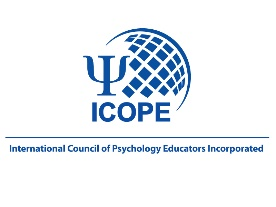 Ψ
ICOPE
International Council of Psychology Educators Incorporated